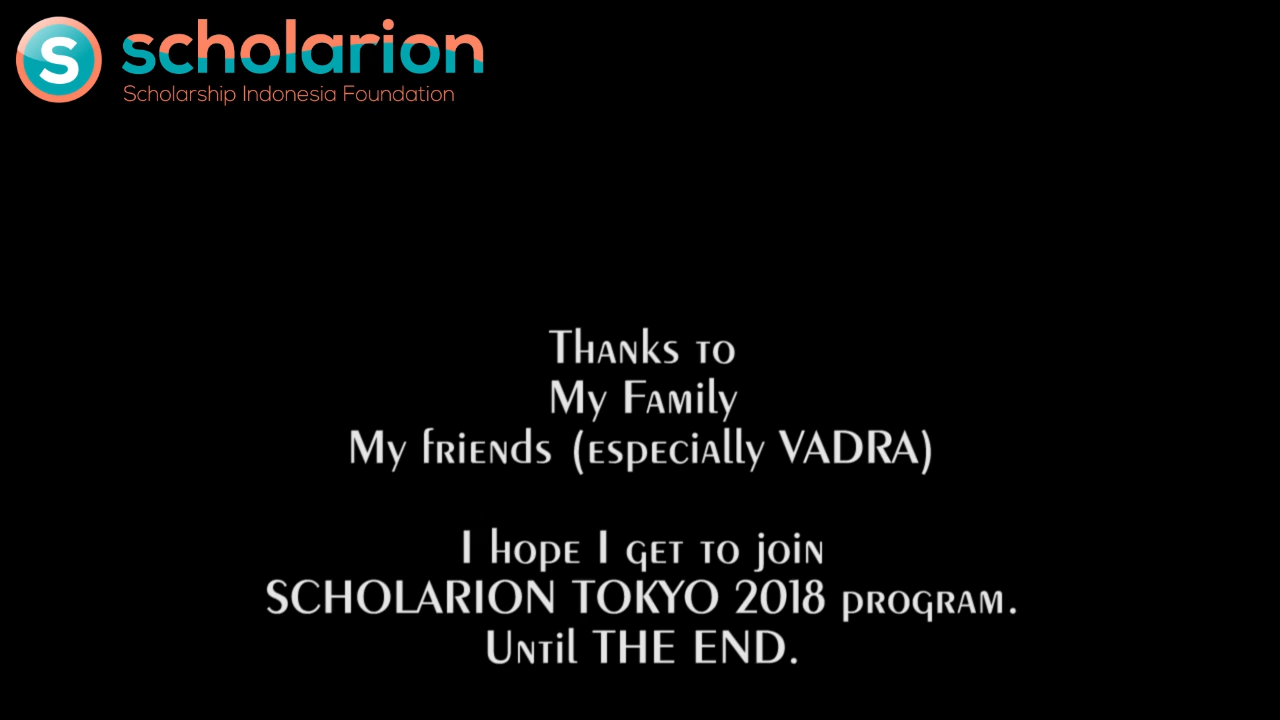 S scholarion
Scholarship Indonesia Foundation
Thanks to
My Family
My friends (especially VADRA)
I hope I get to join
SCHOLARION TOKYO 2018 program.
Until THE END.